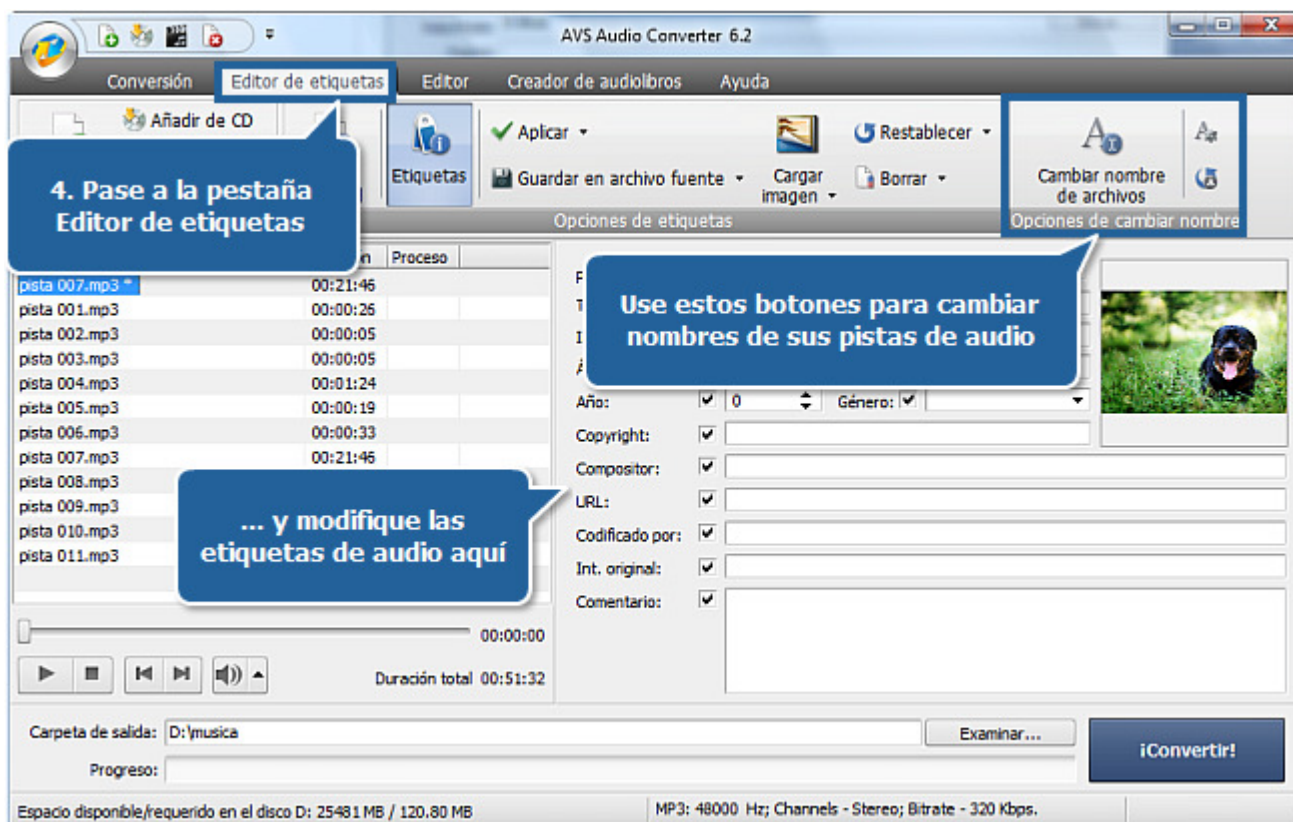 AVS Audio Converter 6.2
Conversión Editor de etiquetas Editor Creador de audiolibros Ayuda
Añadir de CD
Etiquetas
Aplicar
Guardar en archivo fuente
Cargar imagen
Restablecer
Borrar
Cambiar nombre
de archivos
Opciones de etiquetas
Opciones de cambiar nombre
4. Pase a la pestaña
Editor de etiquetas
Proceso
pista 007.mp3 * 00:21:46
pista 001.mp3 00:00:26
pista 002.mp3 00:00:05
pista 003.mp3 00:00:05
pista 004.mp3 00:01:24
pista 005.mp3 00:00:19
pista 006.mp3 00:00:33
pista 007.mp3 00:21:46
pista 008.mp3
pista 009.mp3
pista 010.mp3
pista 011.mp3
... y modifique las
etiquetas de audio aquí
Use estos botones para cambiar
nombres de sus pistas de audio
Año: 0 Género:
Copyright:
Compositor:
URL:
Codificado por:
Int. original:
Comentario:
00:00:00
Duración total 00:51:32
Carpeta de salida: D:\musica Examinar...
Progreso:
¡Convertir!
Espacio disponible/requerido en el disco D: 25481 MB / 120.80 MB
MP3: 48000 Hz; Channels - Stereo; Bitrate - 320 Kbps.